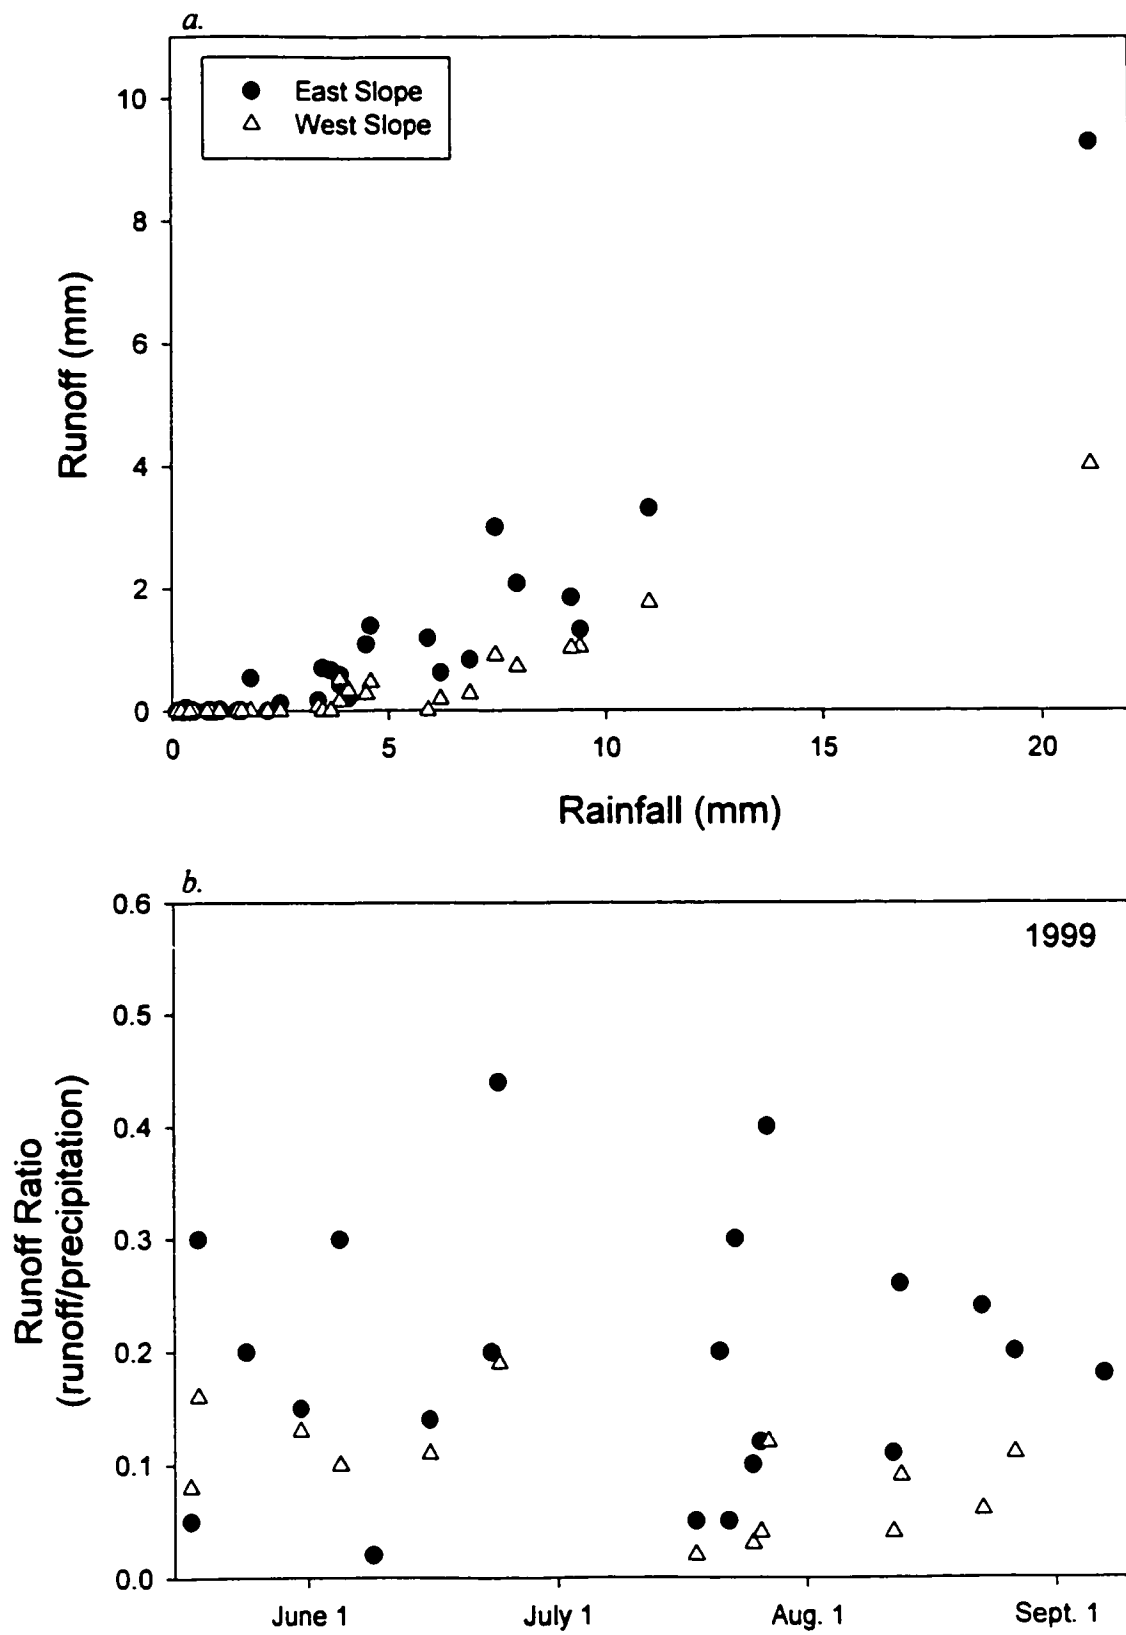 a.
East Slope
West Slope
10
8
6
4
2
0
Runoff (mm)
0 5 10 15 20
Rainfall (mm)
b.
1999
0.6
0.5
0.4
0.3
0.2
0.1
0.0
Runoff Ratio
(runoff/precipitation)
June 1 July 1 Aug. 1 Sept. 1